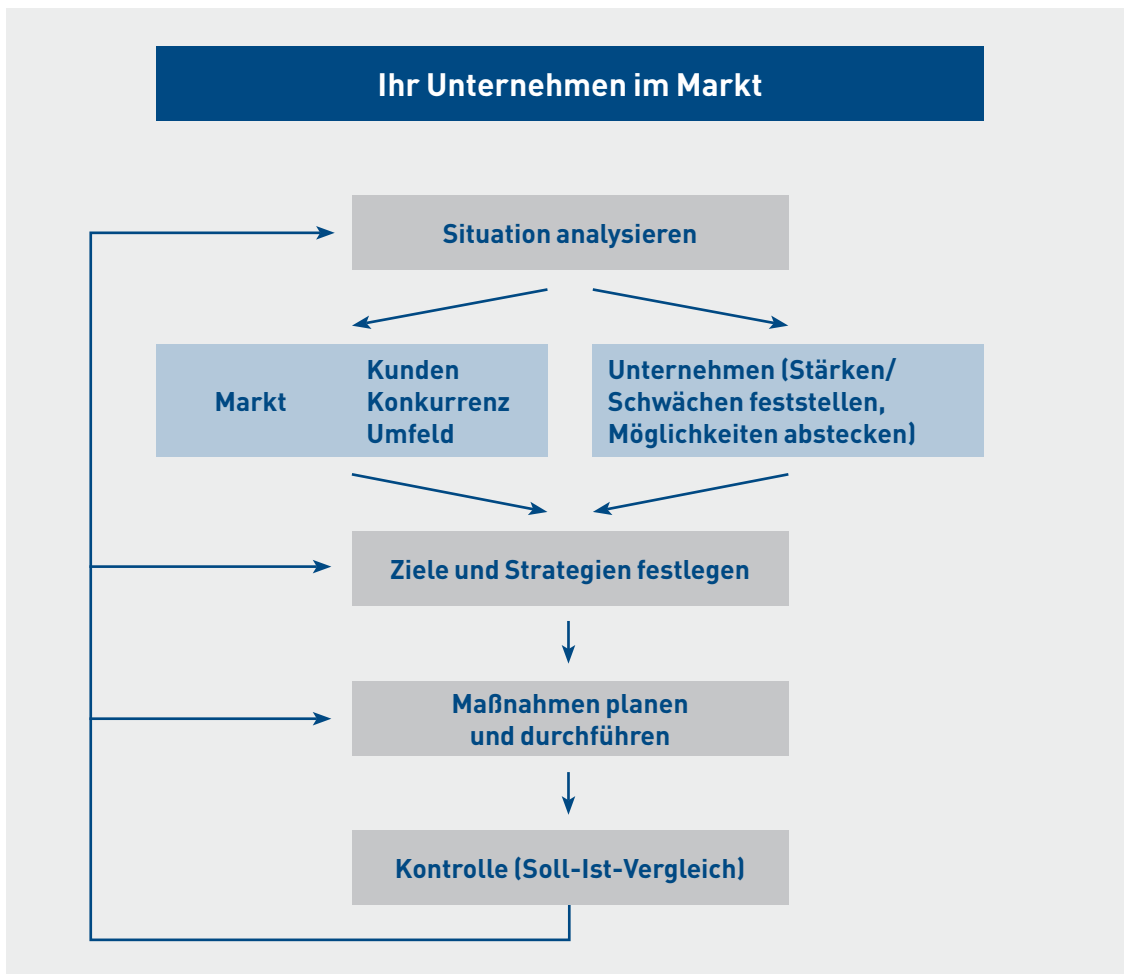 Ihr Unternehmen im Markt
Situation analysieren
Markt
Kunden
Konkurrenz
Umfeld
Unternehmen (Stärken/
Schwächen feststellen,
Möglichkeiten abstecken)
Ziele und Strategien festlegen
Maßnahmen planen
und durchführen
Kontrolle (Soll-Ist-Vergleich)